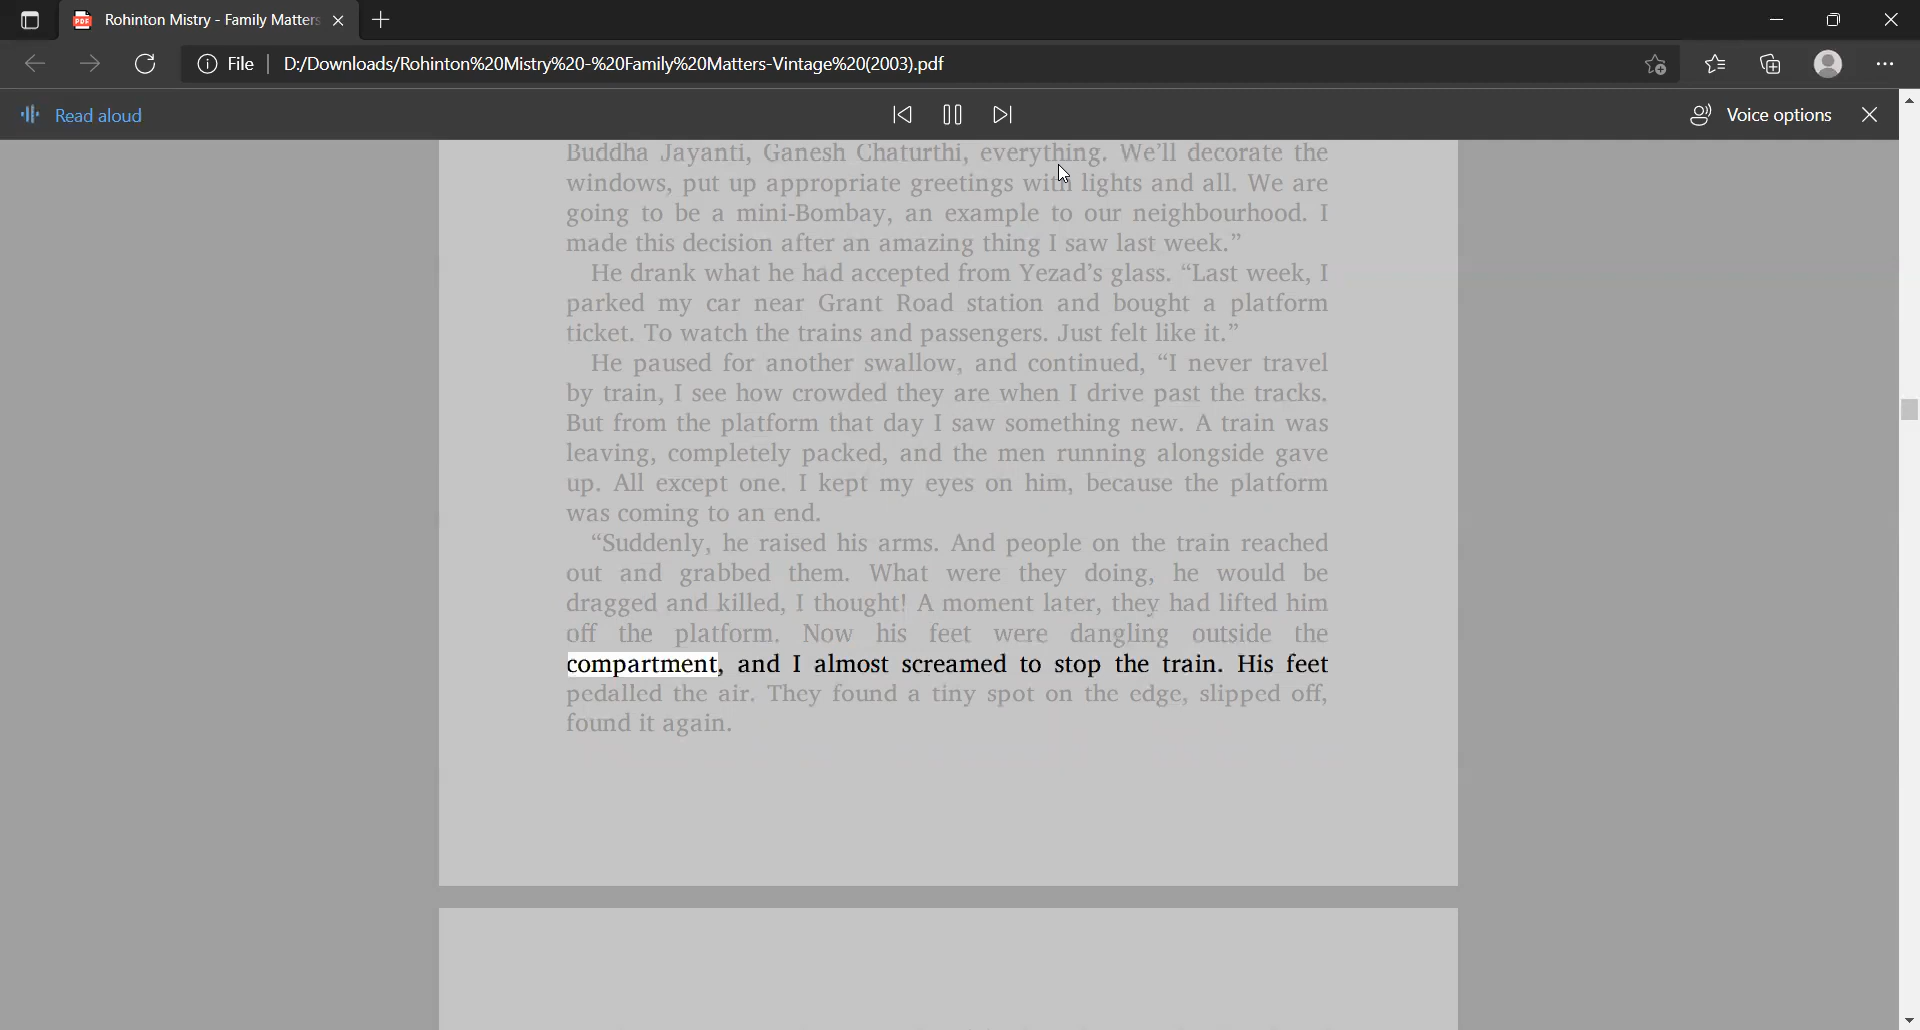 Rohinton Mistry - Family Matters
File
D:/Downloads/Rohinton%20Mistry%20-%20Family%20Matters-Vintage%20(2003).pdf
Read aloud
Voice options
Buddha Jayanti, Ganesh Chaturthi, everything. We’ll decorate the
windows, put up appropriate greetings with lights and all. We are
going to be a mini-Bombay, an example to our neighbourhood. I
made this decision after an amazing thing I saw last week.”
He drank what he had accepted from Yezad’s glass. “Last week, I
parked my car near Grant Road station and bought a platform
ticket. To watch the trains and passengers. Just felt like it.”
He paused for another swallow, and continued, “I never travel
by train, I see how crowded they are when I drive past the tracks.
But from the platform that day I saw something new. A train was
leaving, completely packed, and the men running alongside gave
up. All except one. I kept my eyes on him, because the platform
was coming to an end.
“Suddenly, he raised his arms. And people on the train reached
out and grabbed them. What were they doing, he would be
dragged and killed, I thought! A moment later, they had lifted him
off the platform. Now his feet were dangling outside the
compartment, and I almost screamed to stop the train. His feet
pedalled the air. They found a tiny spot on the edge, slipped off,
found it again.